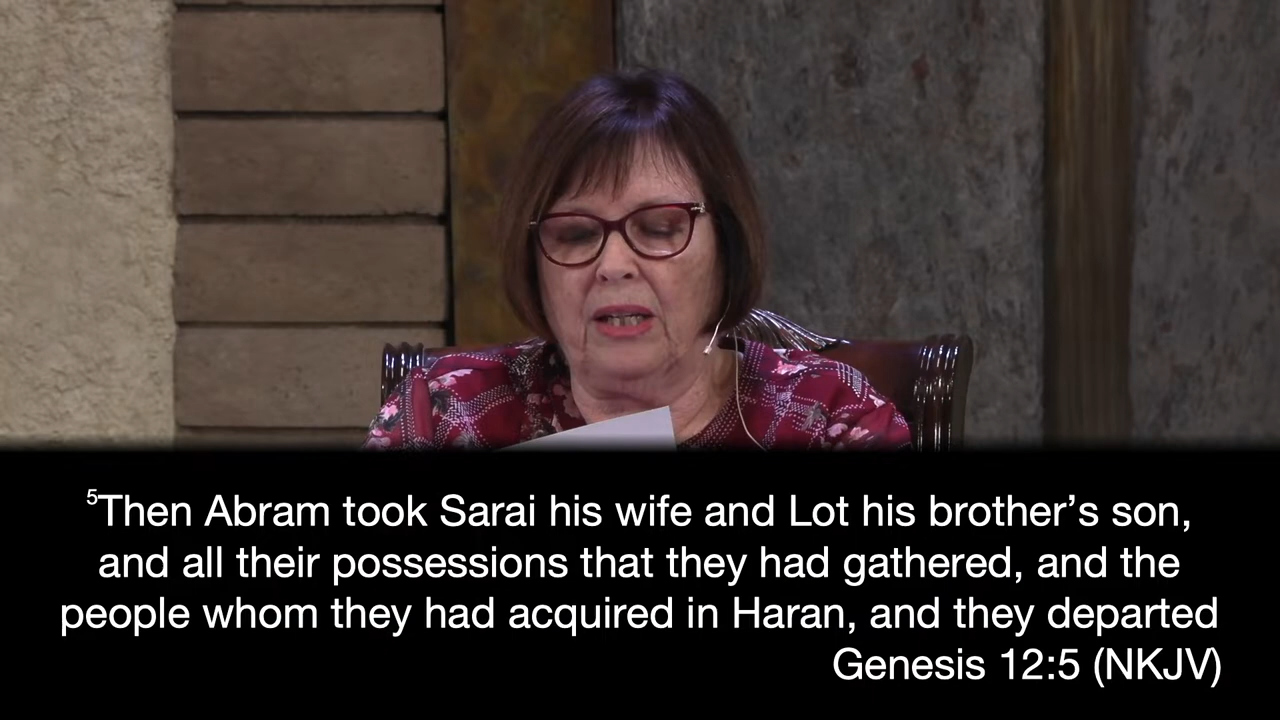 ⁵Then Abram took Sarai his wife and Lot his brother’s son,
and all their possessions that they had gathered, and the
people whom they had acquired in Haran, and they departed
Genesis 12:5 (NKJV)